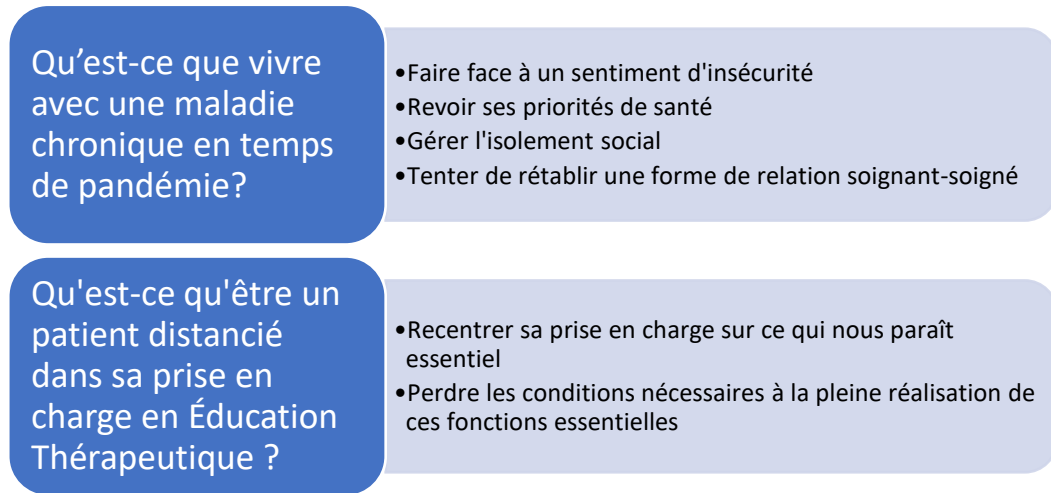 Qu’est-ce que vivre
avec une maladie
chronique en temps
de pandémie?
•Faire face à un sentiment d'insécurité
•Revoir ses priorités de santé
•Gérer l'isolement social
•Tenter de rétablir une forme de relation soignant-soigné
Qu'est-ce qu'être un
patient distancié
dans sa prise en
charge en Éducation
Thérapeutique ?
•Recentrer sa prise en charge sur ce qui nous paraît
essentiel
•Perdre les conditions nécessaires à la pleine réalisation de
ces fonctions essentielles